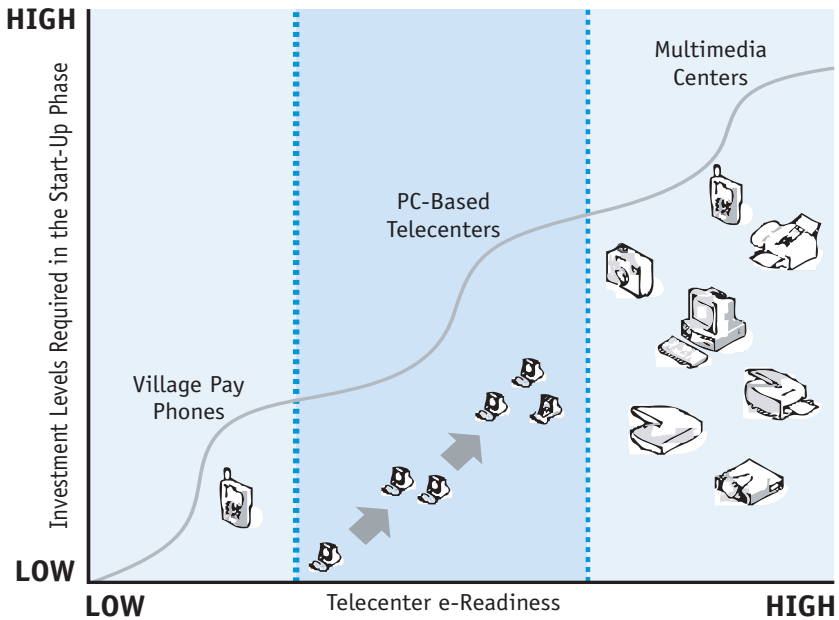 HIGH
Investment Levels Required in the Start-Up Phase
Multimedia
Centers
PC-Based
Telecenters
Village Pay
Phones
LOW
LOW
Telecenter e-Readiness
HIGH